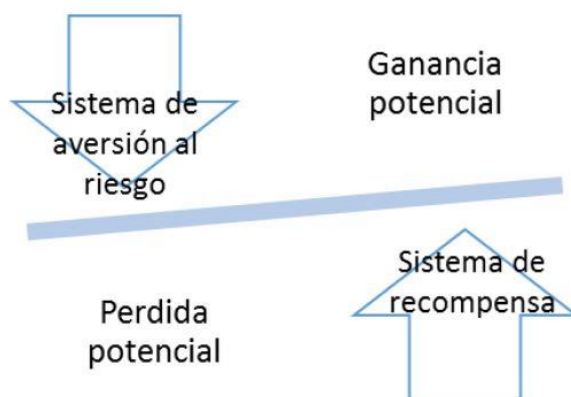 Sistema de
aversión al
riesgo
Ganancia
potencial
Perdida
potencial
Sistema de
recompensa